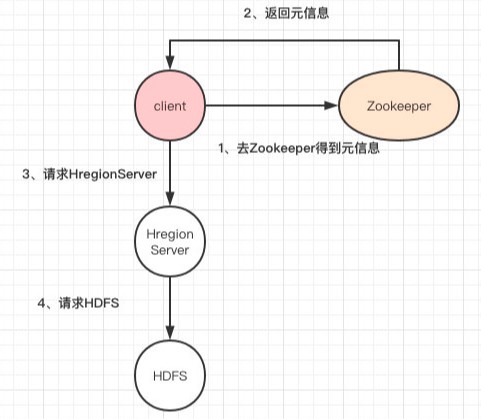 2、返回元信息
client
Zookeeper
1、去Zookeeper得到元信息
3、请求HregionServer
Hregion
Server
4、请求HDFS
HDFS